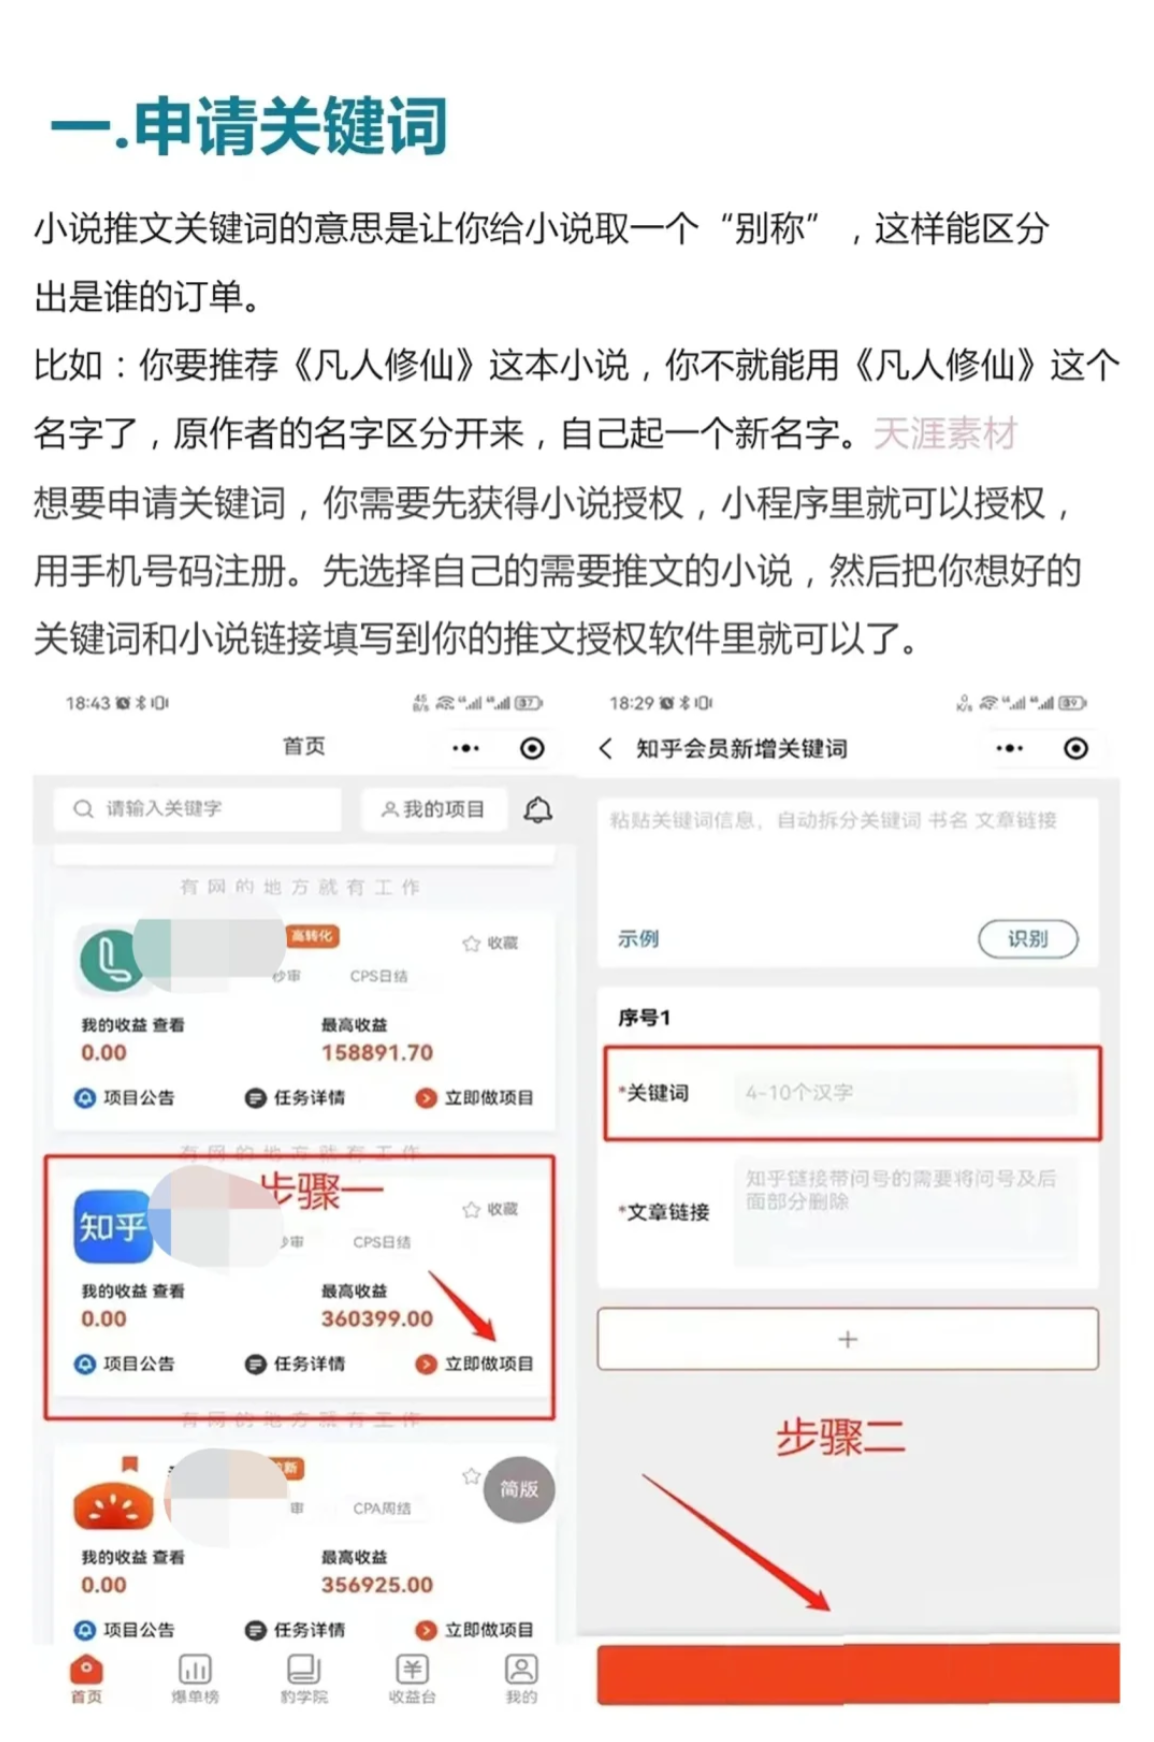 一.申请关键词
小说推文关键词的意思是让你给小说取一个“别称”，这样能区分
出是谁的订单。
比如：你要推荐《凡人修仙》这本小说，你不就能用《凡人修仙》这个
名字了，原作者的名字区分开来，自己起一个新名字。天涯素材
想要申请关键词，你需要先获得小说授权，小程序里就可以授权，
用手机号码注册。先选择自己的需要推文的小说，然后把你想好的
关键词和小说链接填写到你的推文授权软件里就可以了。
18:43
45 B/s
37
首页
请输入关键字
我的项目
有网的地方就有工作
高转化
收藏
秒审
CPS日结
我的收益 查看
最高收益
0.00
158891.70
项目公告
任务详情
立即做项目
有网的地方就有工作
步骤一
知乎
收藏
秒审
CPS日结
我的收益 查看
最高收益
0.00
360399.00
项目公告
任务详情
立即做项目
有网的地方就有工作
新
简版
审
CPA周结
我的收益 查看
最高收益
0.00
356925.00
项目公告
任务详情
立即做项目
首页
爆单榜
豹学院
收益台
我的
18:29
0 K/s
39
知乎会员新增关键词
粘贴关键词信息，自动拆分关键词 书名 文章链接
示例
识别
序号1
*关键词
4-10个汉字
*文章链接
知乎链接带问号的需要将问号及后
面部分删除
+
步骤二